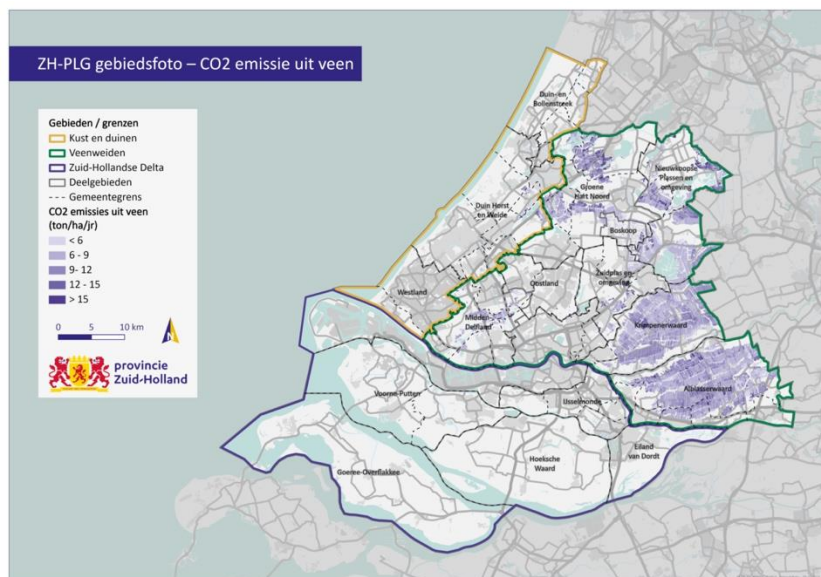 ZH-PLG gebiedsfoto – CO2 emissie uit veen
Gebieden / grenzen
Kust en duinen
Veenweiden
Zuid-Hollandse Delta
Deelgebieden
Gemeentegrens
CO2 emissies uit veen
(ton/ha/jr)
< 6
6 - 9
9- 12
12 - 15
> 15
0 5 10 km
N
provincie
Zuid-Holland
Duin- en
Bollenstreek
Duin Horst
en Weide
Westland
Groene
Hart Noord
Nieuwkoopse
Plassen en
omgeving
Boskoop
Oostland
Zuidplas en
omgeving
Midden-
Delfland
Krimpenerwaard
Alblasserwaard
Voorne-Putten
IJsselmonde
Hoeksche
Waard
Eiland
van Dordt
Goeree-Overflakkee